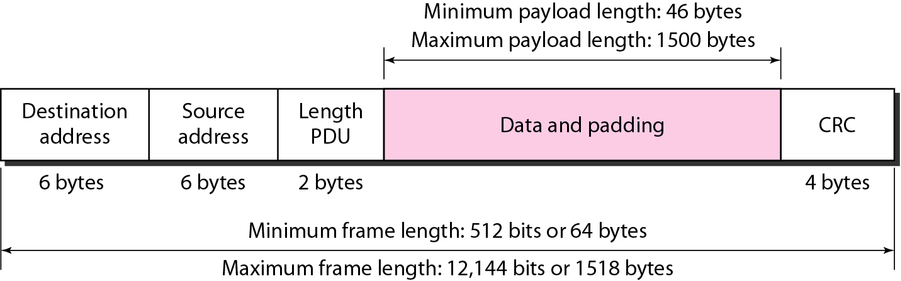 Minimum payload length: 46 bytes
Maximum payload length: 1500 bytes
Destination
address
Source
address
Length
PDU
Data and padding
CRC
6 bytes
6 bytes
2 bytes
4 bytes
Minimum frame length: 512 bits or 64 bytes
Maximum frame length: 12,144 bits or 1518 bytes